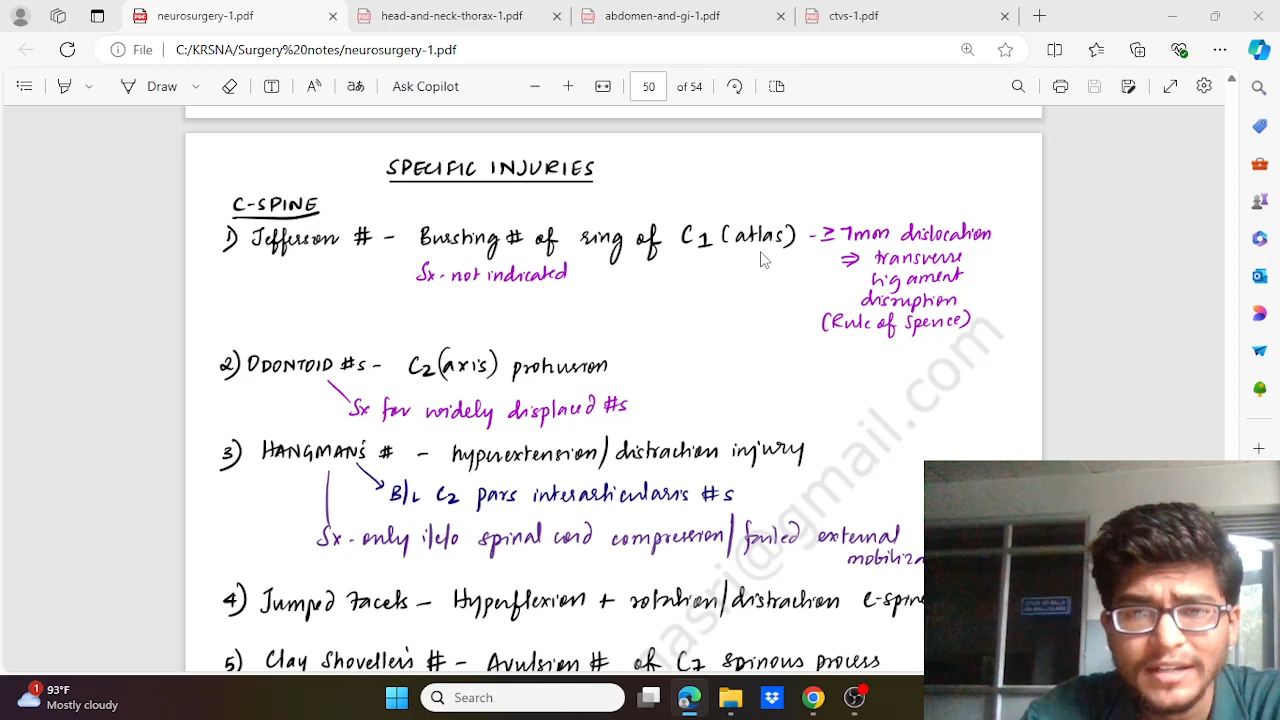 neurosurgery-1.pdf
head-and-neck-thorax-1.pdf
abdomen-and-gi-1.pdf
ctvs-1.pdf
File
C:/KRSNA/Surgery%20notes/neurosurgery-1.pdf
Draw
Ask Copilot
50 of 54
SPECIFIC INJURIES
C-SPINE
1) Jefferson # - Bursting # of ring of C1 (atlas) - ≥ 7mm dislocation
Sx - not indicated
⇒ transverse
ligament
disruption
(Rule of Spence)
2) ODONTOID #s - C2 (axis) protrusion
Sx for widely displaced #s
3) HANGMAN's # - hyperextension/distraction injury
B/L C2 pars interarticularis #s
Sx - only i/c/o spinal cord compression/failed external
mobiliza
4) Jumped facets - Hyperflexion + rotation/distraction C-spine
5) Clay Shoveller's # - Avulsion # of C7 spinous process
nasri@gmail.com
1
93°F
Mostly cloudy
Search